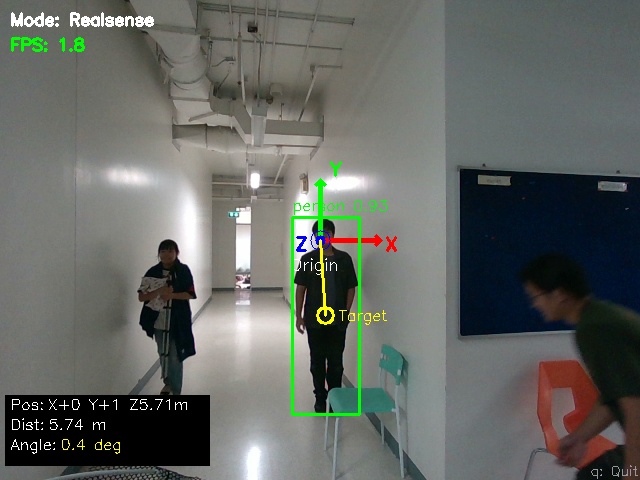 Mode: Realsense
FPS: 1.8
Y
person 0.93
Z
X
Origin
Target
Pos: X+0 Y+1 Z5.71m
Dist: 5.74 m
Angle: 0.4 deg
q: Quit